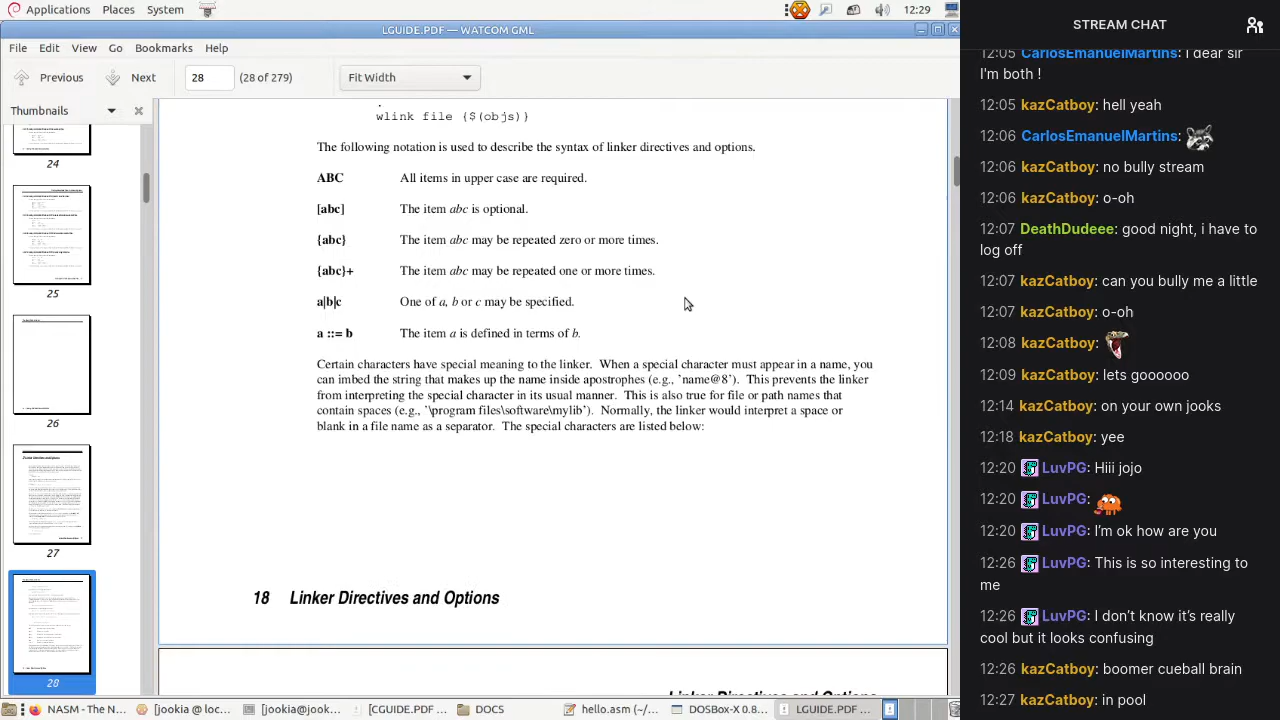 Applications Places System 12:29
LGUIDE.PDF — WATCOM GML
File Edit View Go Bookmarks Help
Previous Next 28 (28 of 279) Fit Width
Thumbnails
24
25
26
27
28
wlink file {$(objs)}
The following notation is used to describe the syntax of linker directives and options.
ABC All items in upper case are required.
[abc] The item abc is optional.
{abc} The item abc may be repeated zero or more times.
{abc}+ The item abc may be repeated one or more times.
a|b|c One of a, b or c may be specified.
a ::= b The item a is defined in terms of b.
Certain characters have special meaning to the linker. When a special character must appear in a name, you
can imbed the string that makes up the name inside apostrophes (e.g., ’name@8’). This prevents the linker
from interpreting the special character in its usual manner. This is also true for file or path names that
contain spaces (e.g., ’\program files\software\mylib’). Normally, the linker would interpret a space or
blank in a file name as a separator. The special characters are listed below:
18 Linker Directives and Options
Linker Directives and Options
NASM - The N... [jookia @ loc... [jookia@jook... [CGUIDE.PDF ... DOCS hello.asm (~/... DOSBox-X 0.8... LGUIDE.PDF ...
STREAM CHAT
12:05 CarlosEmanuelMartins: I dear sir
I'm both !
12:05 kazCatboy: hell yeah
12:06 CarlosEmanuelMartins:
12:06 kazCatboy: no bully stream
12:06 kazCatboy: o-oh
12:07 DeathDudeee: good night, i have to
log off
12:07 kazCatboy: can you bully me a little
12:07 kazCatboy: o-oh
12:08 kazCatboy:
12:09 kazCatboy: lets goooooo
12:14 kazCatboy: on your own jooks
12:18 kazCatboy: yee
12:20 LuvPG: Hiii jojo
12:20 LuvPG:
12:20 LuvPG: I’m ok how are you
12:26 LuvPG: This is so interesting to
me
12:26 LuvPG: I don’t know it’s really
cool but it looks confusing
12:26 kazCatboy: boomer cueball brain
12:27 kazCatboy: in pool